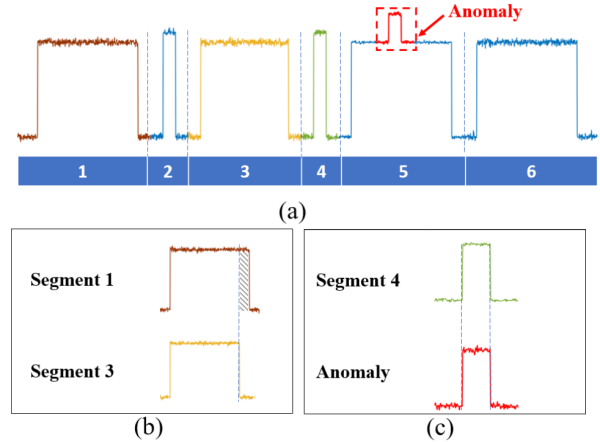 Anomaly
1 2 3 4 5 6
(a)
Segment 1
Segment 3
(b)
Segment 4
Anomaly
(c)